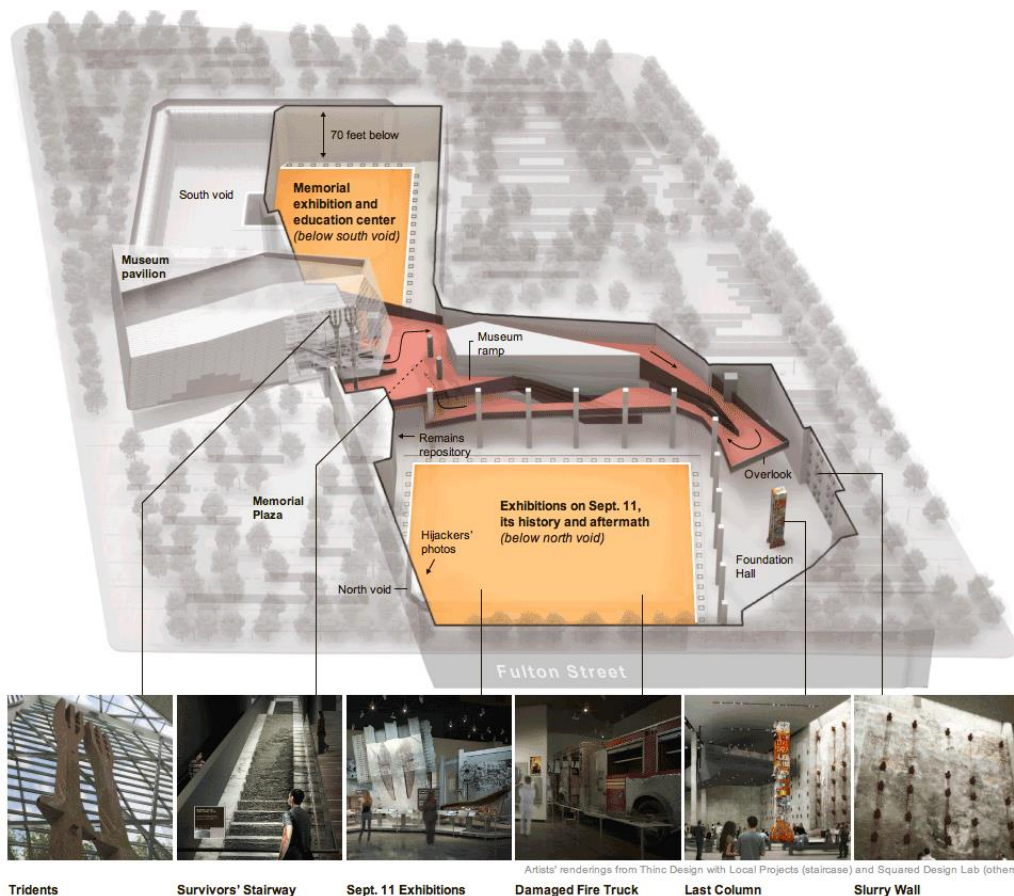 70 feet below
South void
Memorial
exhibition and
education center
(below south void)
Museum
pavilion
Museum
ramp
Remains
repository
Overlook
Memorial
Plaza
Exhibitions on Sept. 11,
its history and aftermath
(below north void)
Hijackers'
photos
Foundation
Hall
North void
Fulton Street
Artists' renderings from Thinc Design with Local Projects (staircase) and Squared Design Lab (others
Tridents
Survivors' Stairway
Sept. 11 Exhibitions
Damaged Fire Truck
Last Column
Slurry Wall